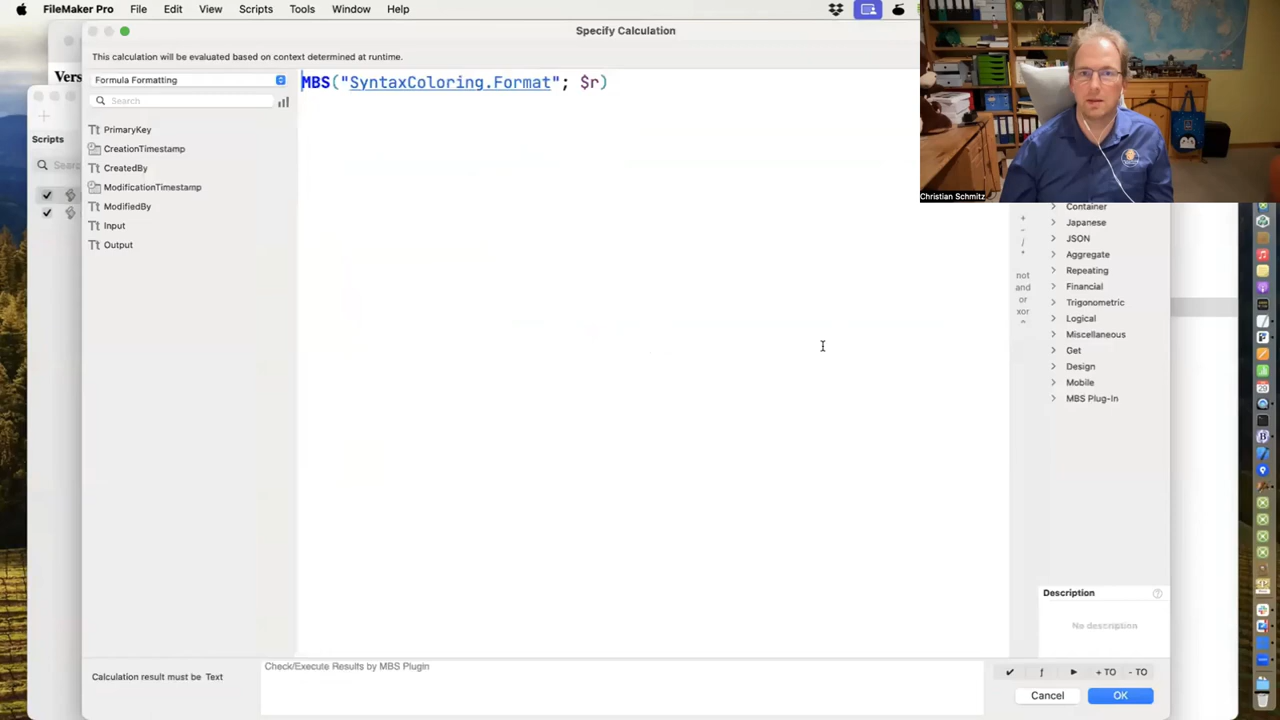 FileMaker Pro File Edit View Scripts Tools Window Help
Specify Calculation
This calculation will be evaluated based on context determined at runtime.
Vers
Formula Formatting
MBS("SyntaxColoring.Format"; $r)
Search
PrimaryKey
Scripts
CreationTimestamp
Searc
CreatedBy
ModificationTimestamp
ModifiedBy
Input
Output
Christian Schmitz
Container
+
Japanese
-
JSON
/
Aggregate
*
Repeating
not
Financial
and
Trigonometric
or
Logical
xor
^
Miscellaneous
Get
Design
Mobile
MBS Plug-In
29
Description
No description
Check/Execute Results by MBS Plugin
+ TO - TO
Calculation result must be Text
Cancel
OK